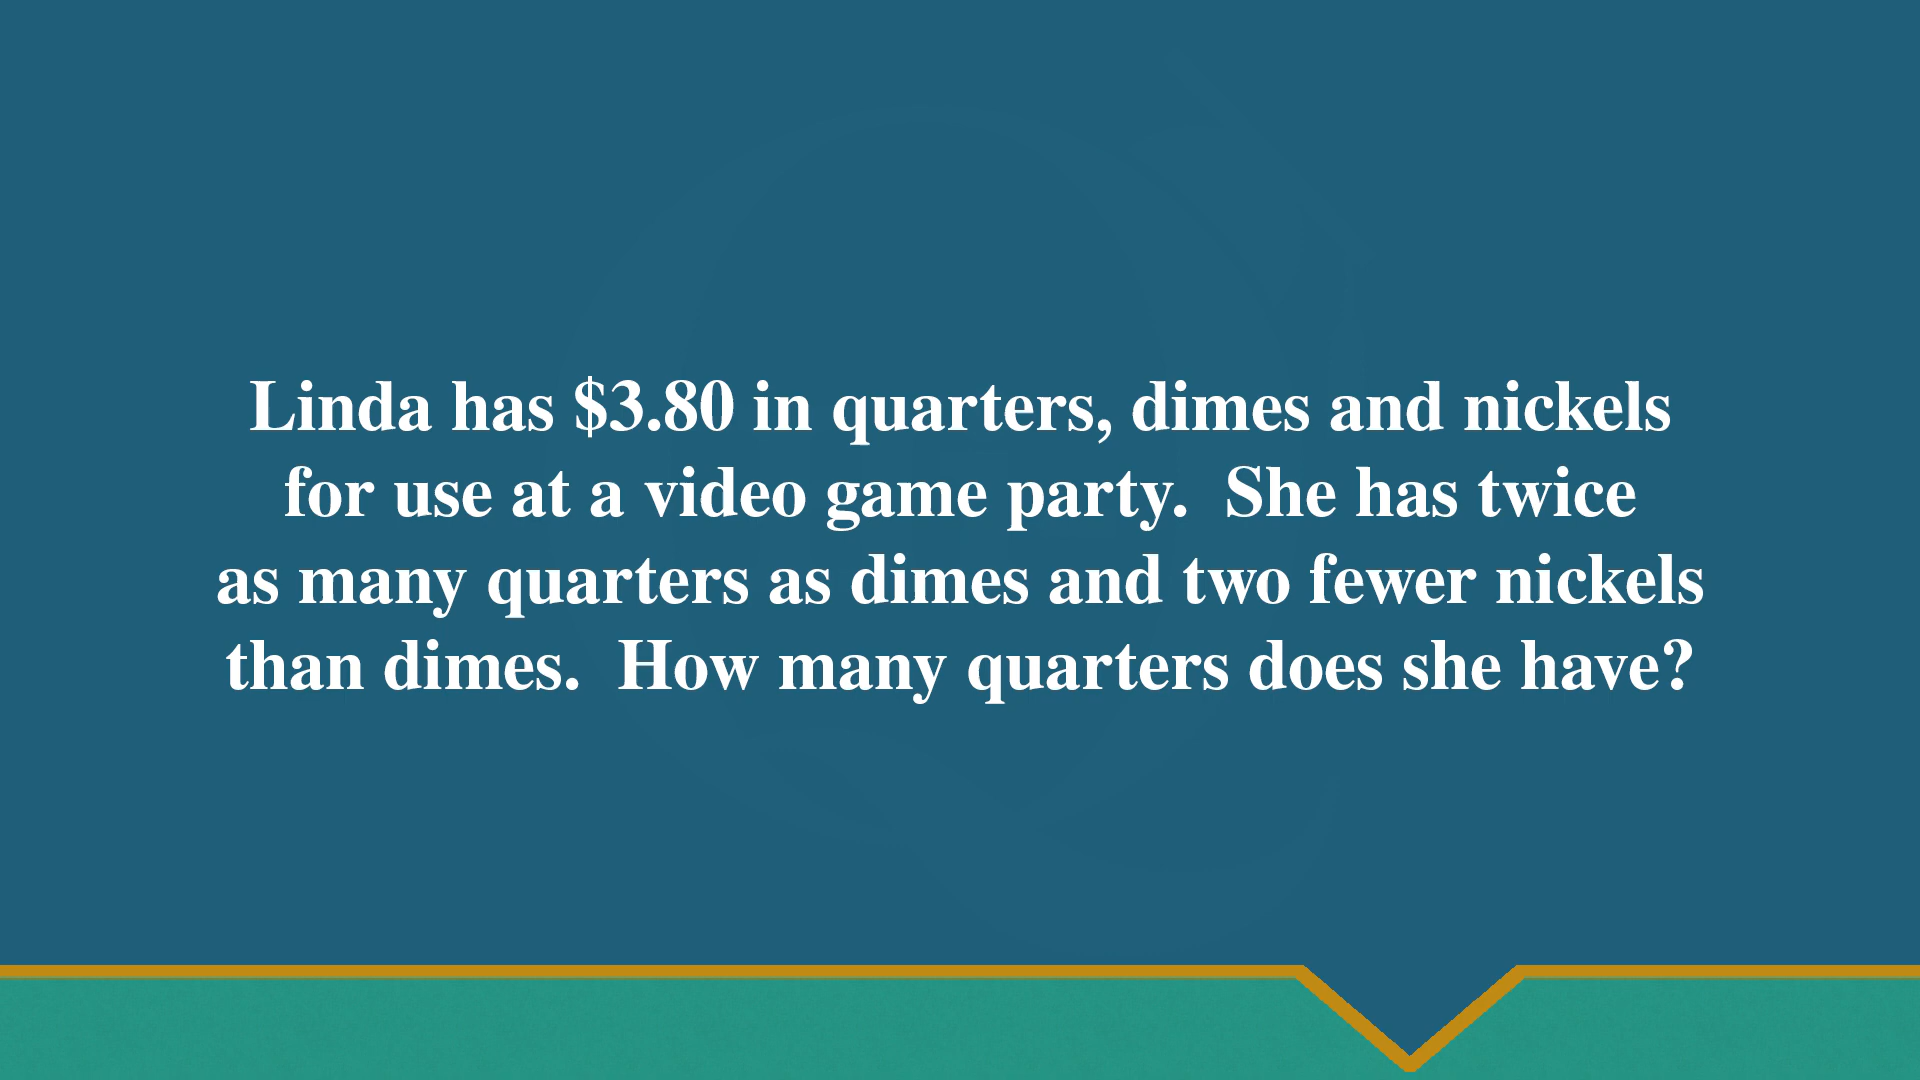 Linda has $3.80 in quarters, dimes and nickels
for use at a video game party.  She has twice
as many quarters as dimes and two fewer nickels
than dimes.  How many quarters does she have?